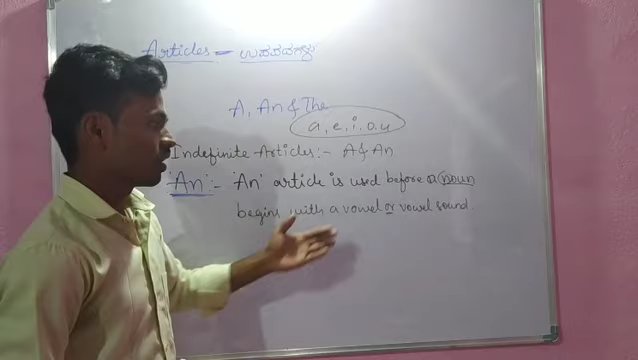 Articles - ಉಪಪದಗಳು
A, An & The
a, e, i, o, u
Indefinite Articles :- A & An
'An' :- 'An' article is used before a noun
begins with a vowel or vowel sound.